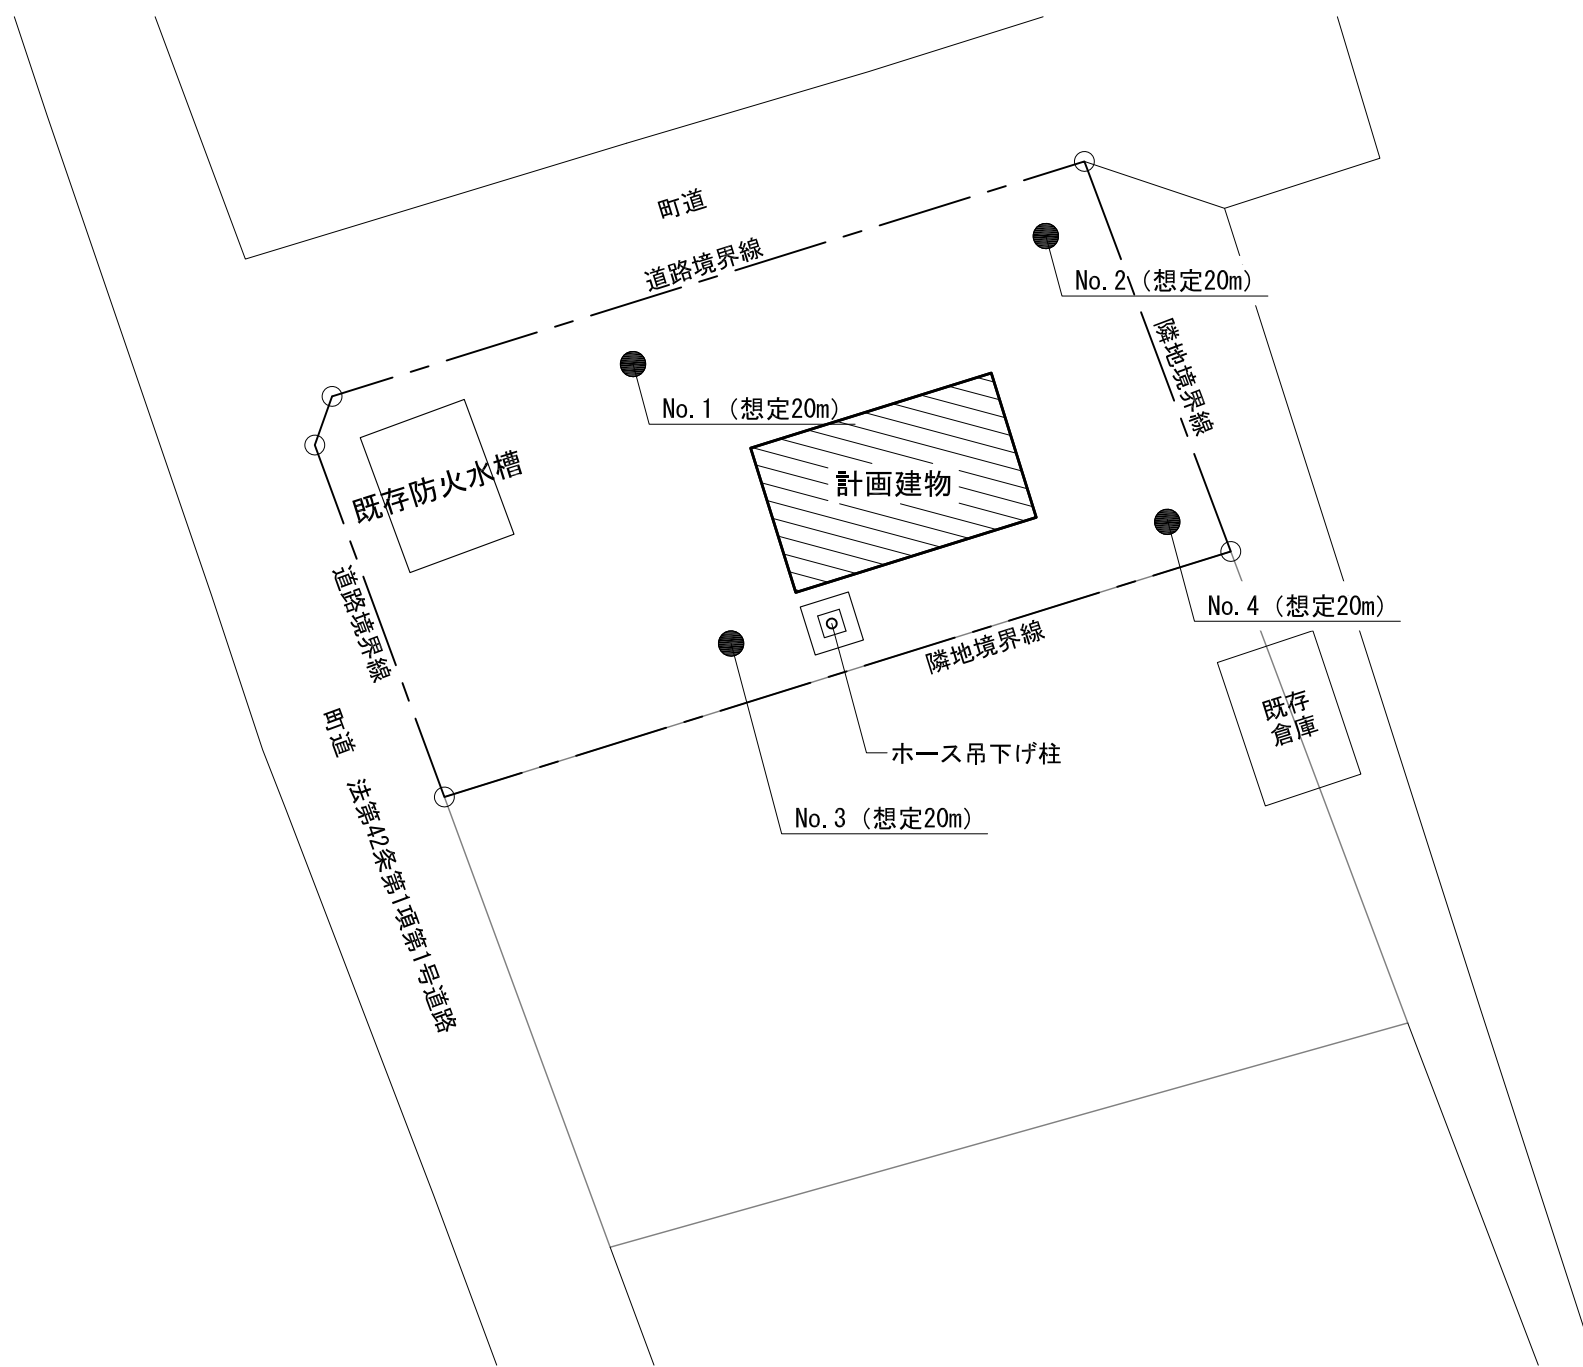 町道
道路境界線
No.2（想定20m）
隣地境界線
No.1（想定20m）
既存防火水槽
計画建物
道路境界線
No.4（想定20m）
隣地境界線
既存
倉庫
町道　法第42条第1項第1号道路
ホース吊下げ柱
No.3（想定20m）